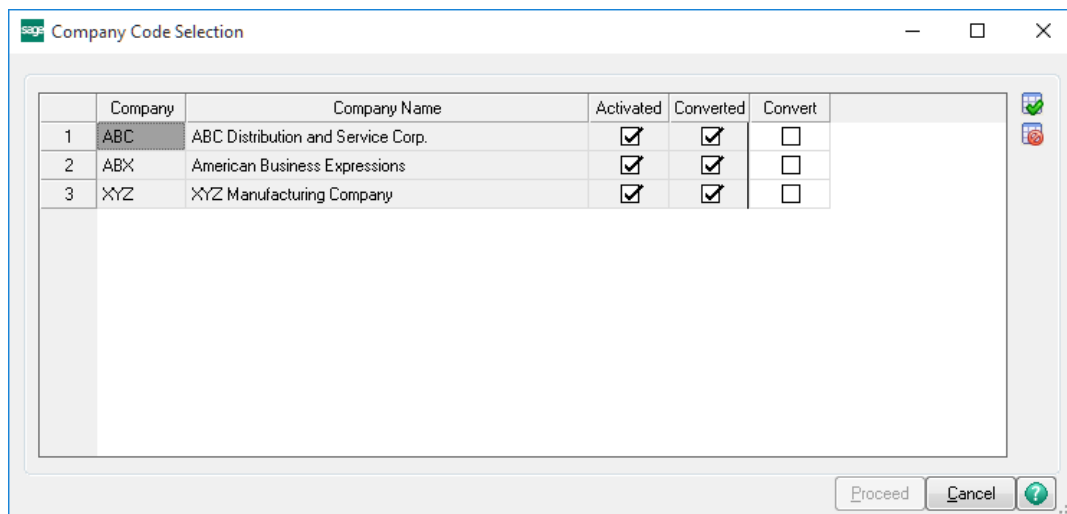 sage Company Code Selection
Company Company Name Activated Converted Convert
1 ABC ABC Distribution and Service Corp.
2 ABX American Business Expressions
3 XYZ XYZ Manufacturing Company
Proceed Cancel ?